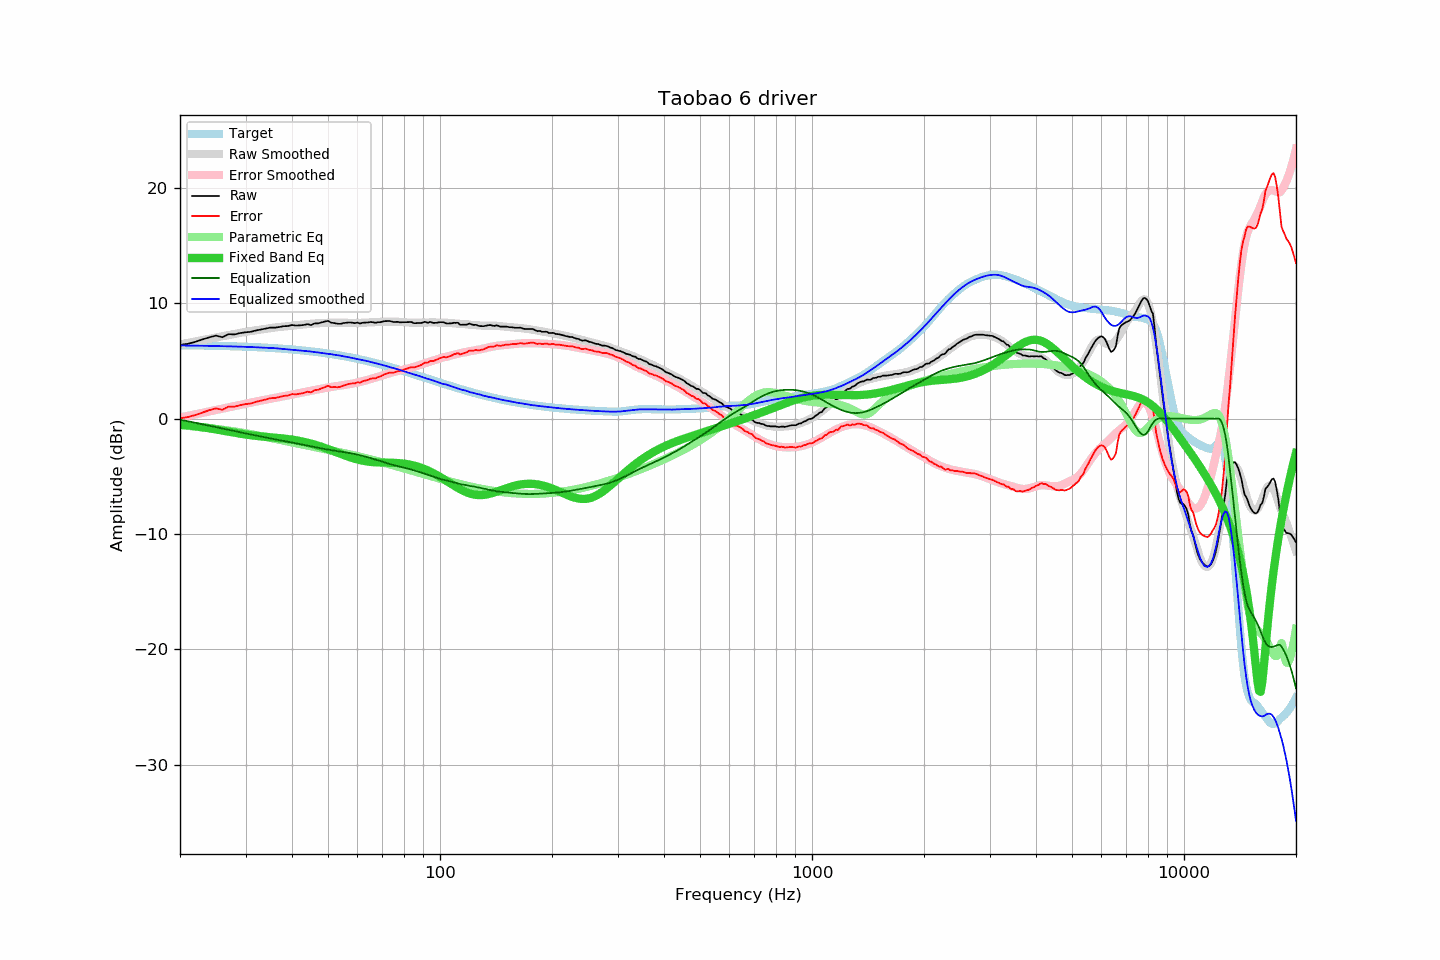 Taobao 6 driver
Target
Raw Smoothed
Error Smoothed
Raw
Error
Parametric Eq
Fixed Band Eq
Equalization
Equalized smoothed
20
10
0
−10
−20
−30
Amplitude (dBr)
100
1000
10000
Frequency (Hz)